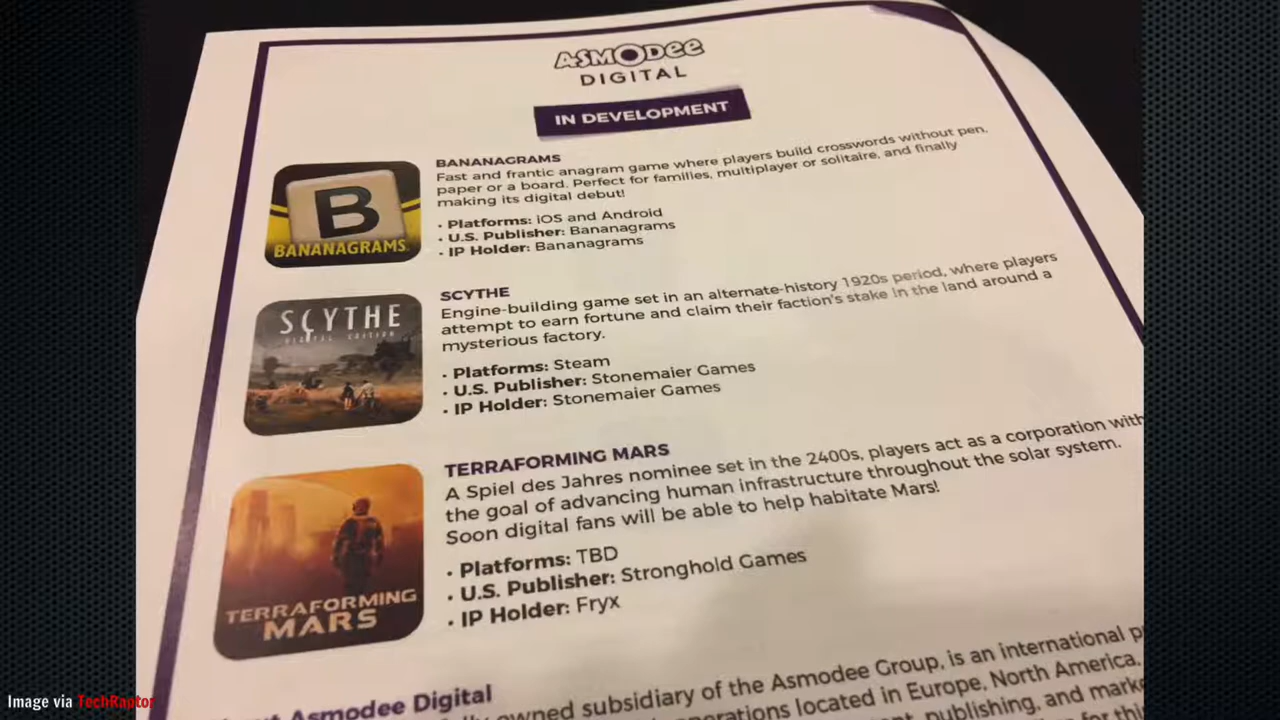 ASMODEE
DIGITAL
IN DEVELOPMENT
BANANAGRAMS
Fast and frantic anagram game where players build crosswords without pen,
paper or a board. Perfect for families, multiplayer or solitaire, and finally
making its digital debut!
• Platforms: iOS and Android
• U.S. Publisher: Bananagrams
• IP Holder: Bananagrams
B
BANANAGRAMS
SCYTHE
Engine-building game set in an alternate-history 1920s period, where players
attempt to earn fortune and claim their faction's stake in the land around a
mysterious factory.
• Platforms: Steam
• U.S. Publisher: Stonemaier Games
• IP Holder: Stonemaier Games
SCYTHE
DIGITAL EDITION
TERRAFORMING MARS
A Spiel des Jahres nominee set in the 2400s, players act as a corporation with
the goal of advancing human infrastructure throughout the solar system.
Soon digital fans will be able to help habitate Mars!
• Platforms: TBD
• U.S. Publisher: Stronghold Games
• IP Holder: Fryx
TERRAFORMING
MARS
Asmodee Digital
owned subsidiary of the Asmodee Group, is an international
located in Europe, North America,
publishing, and
for
Image via TechRaptor